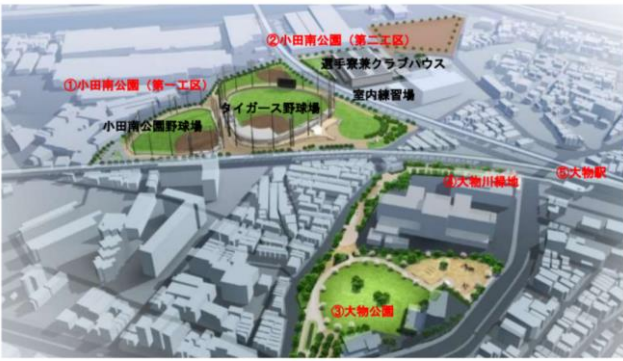 ②小田南公園（第二工区）
選手寮兼クラブハウス
①小田南公園（第一工区）
室内練習場
タイガース野球場
小田南公園野球場
⑤大物駅
④大物川緑地
③大物公園